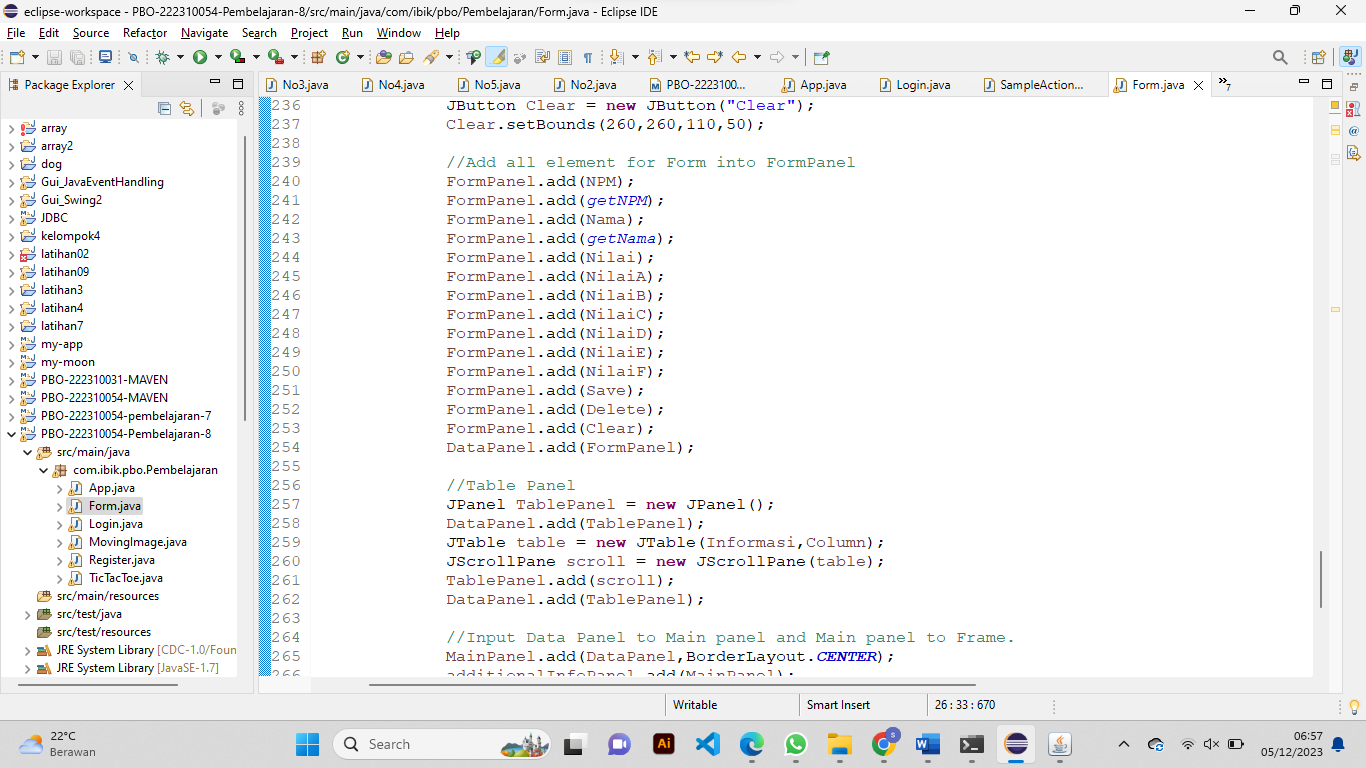 eclipse-workspace - PBO-222310054-Pembelajaran-8/src/main/java/com/ibik/pbo/Pembelajaran/Form.java - Eclipse IDE
File Edit Source Refactor Navigate Search Project Run Window Help
Package Explorer
No3.java No4.java No5.java No2.java PBO-2223100... App.java Login.java SampleAction... Form.java 7
array
array2
dog
Gui_JavaEventHandling
Gui_Swing2
JDBC
kelompok4
latihan02
latihan09
latihan3
latihan4
latihan7
my-app
my-moon
PBO-222310031-MAVEN
PBO-222310054-MAVEN
PBO-222310054-pembelajaran-7
PBO-222310054-Pembelajaran-8
src/main/java
com.ibik.pbo.Pembelajaran
App.java
Form.java
Login.java
MovingImage.java
Register.java
TicTacToe.java
src/main/resources
src/test/java
src/test/resources
JRE System Library [CDC-1.0/Foun
JRE System Library [JavaSE-1.7]
236 JButton Clear = new JButton("Clear");
237 Clear.setBounds(260,260,110,50);
238
239 //Add all element for Form into FormPanel
240 FormPanel.add(NPM);
241 FormPanel.add(getNPM);
242 FormPanel.add(Nama);
243 FormPanel.add(getNama);
244 FormPanel.add(Nilai);
245 FormPanel.add(NilaiA);
246 FormPanel.add(NilaiB);
247 FormPanel.add(NilaiC);
248 FormPanel.add(NilaiD);
249 FormPanel.add(NilaiE);
250 FormPanel.add(NilaiF);
251 FormPanel.add(Save);
252 FormPanel.add(Delete);
253 FormPanel.add(Clear);
254 DataPanel.add(FormPanel);
255
256 //Table Panel
257 JPanel TablePanel = new JPanel();
258 DataPanel.add(TablePanel);
259 JTable table = new JTable(Informasi,Column);
260 JScrollPane scroll = new JScrollPane(table);
261 TablePanel.add(scroll);
262 DataPanel.add(TablePanel);
263
264 //Input Data Panel to Main panel and Main panel to Frame.
265 MainPanel.add(DataPanel,BorderLayout.CENTER);
266 additionalInfoPanel.add(MainPanel);
Writable Smart Insert 26 : 33 : 670
22°C
Berawan
Search
Ai
S
W
06:57
05/12/2023